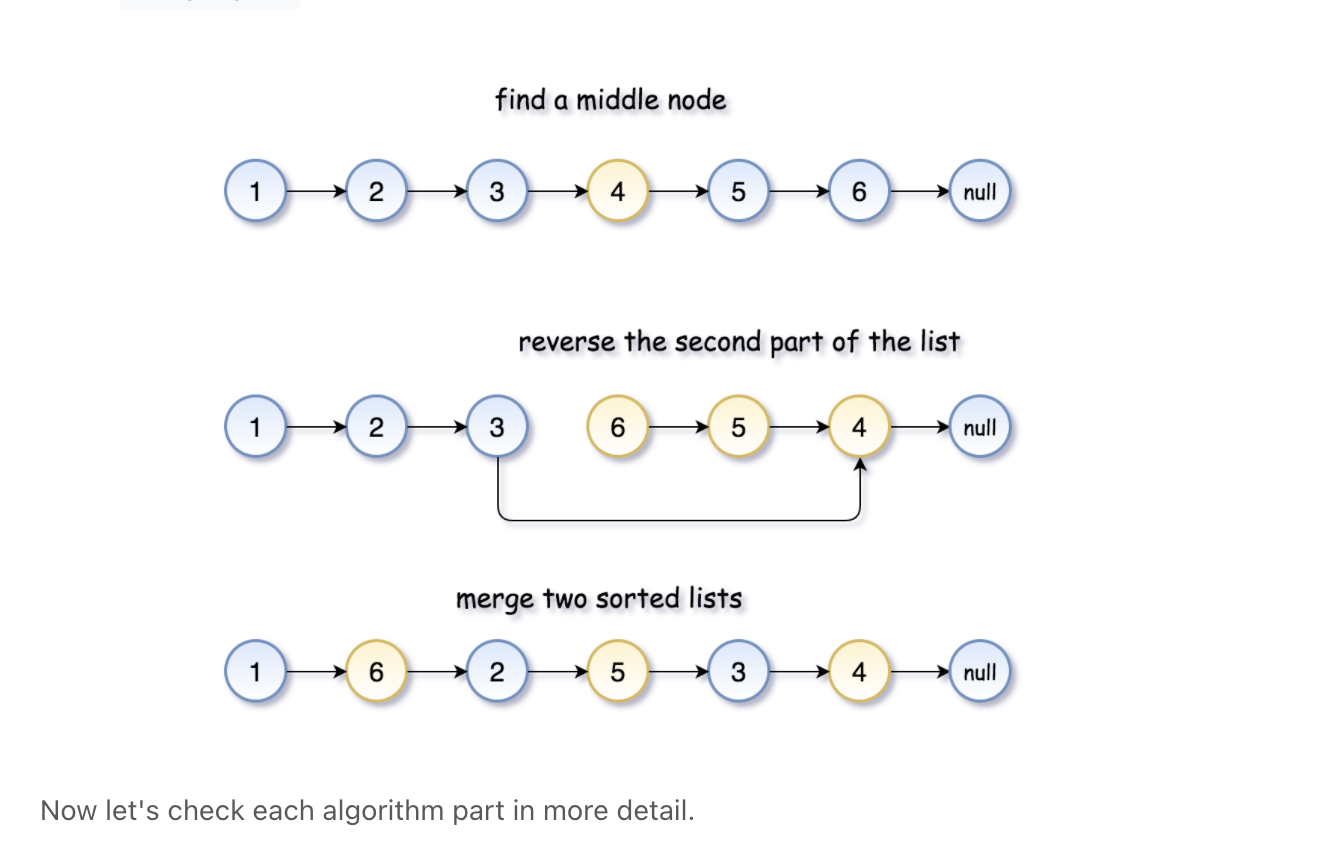 find a middle node
1 2 3 4 5 6 null
reverse the second part of the list
1 2 3 6 5 4 null
merge two sorted lists
1 6 2 5 3 4 null
Now let's check each algorithm part in more detail.